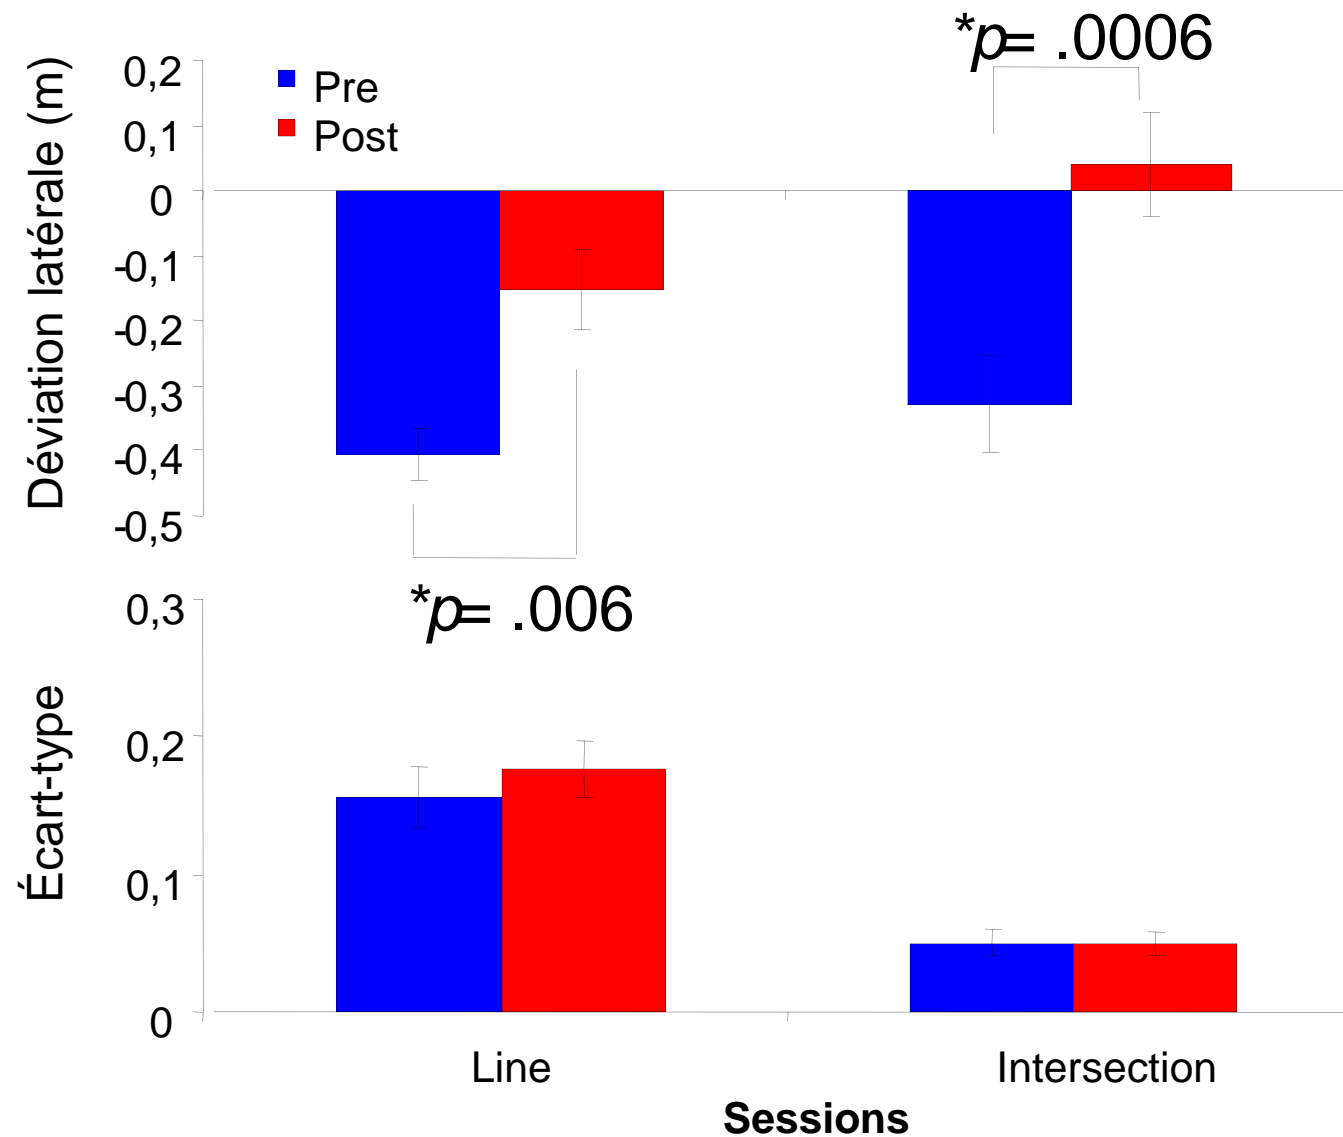 *p= .0006
Déviation latérale (m)
0,2
0,1
0
-0,1
-0,2
-0,3
-0,4
-0,5
Pre
Post
*p= .006
Écart-type
0,3
0,2
0,1
0
Line
Intersection
Sessions